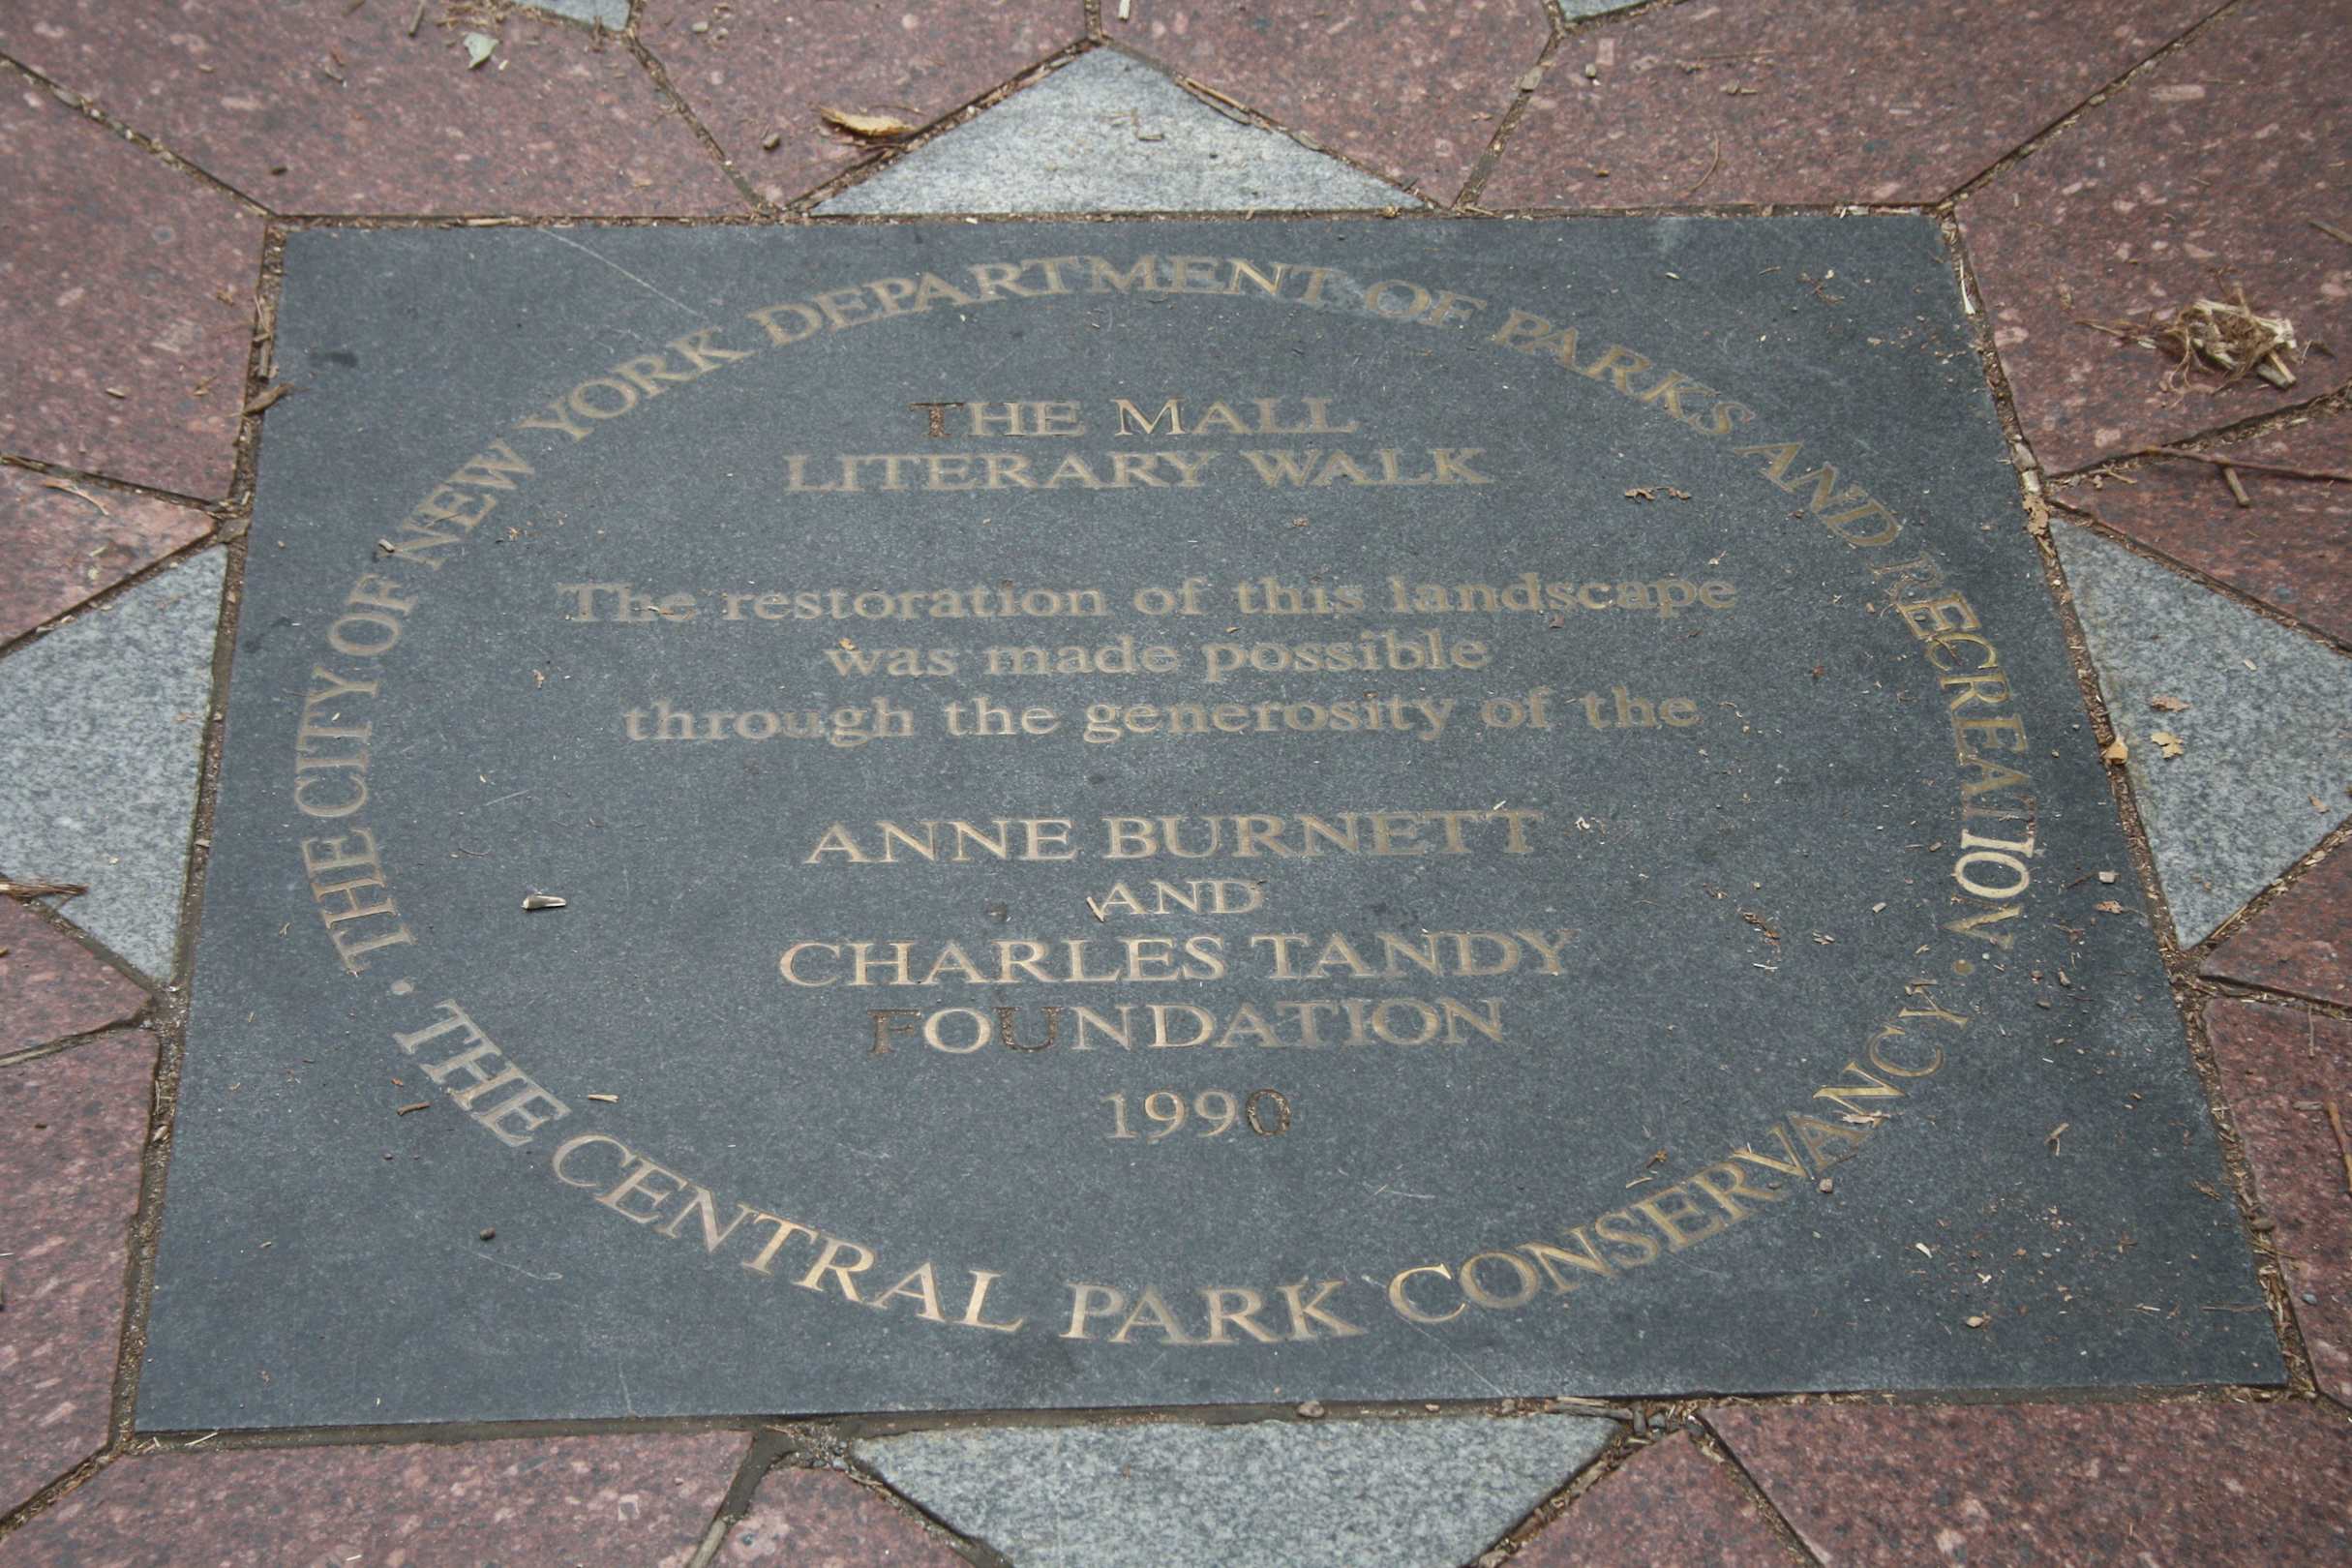 THE CITY OF NEW YORK DEPARTMENT OF PARKS AND RECREATION ·
THE MALL
LITERARY WALK
The restoration of this landscape
was made possible
through the generosity of the
ANNE BURNETT
AND
CHARLES TANDY
FOUNDATION
1990
· THE CENTRAL PARK CONSERVANCY